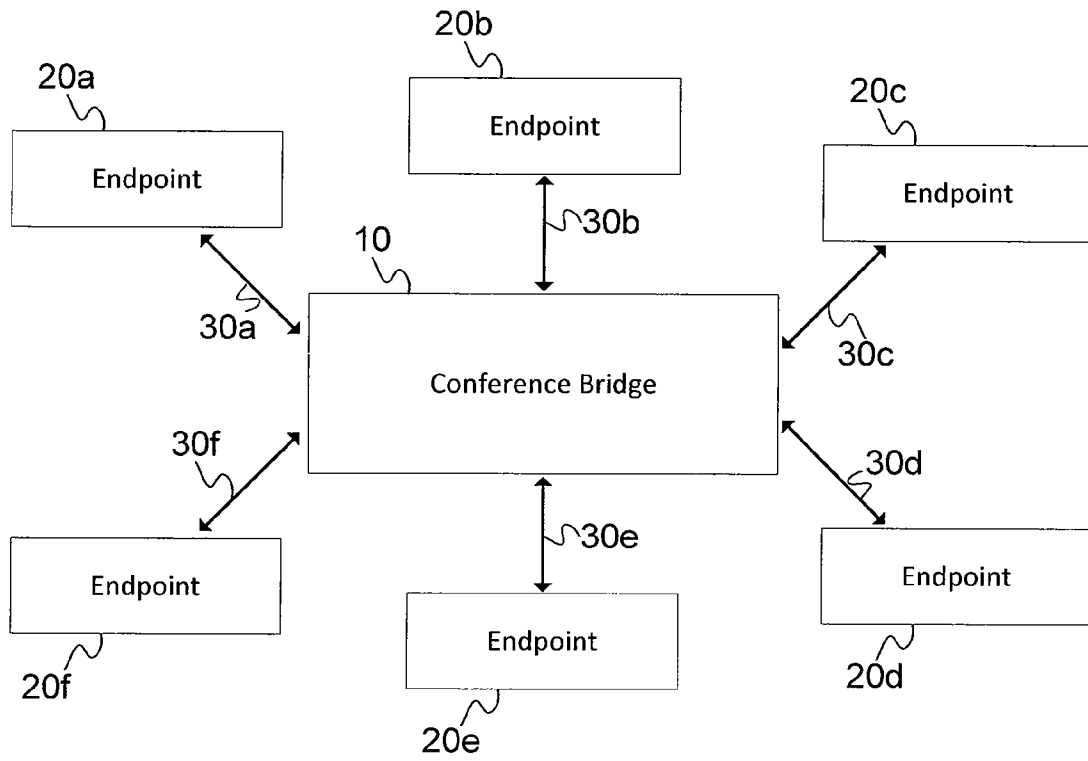 20b
20a
20c
Endpoint
Endpoint
Endpoint
10
30b
30a
30c
Conference Bridge
30f
30d
30e
Endpoint
Endpoint
Endpoint
20f
20d
20e